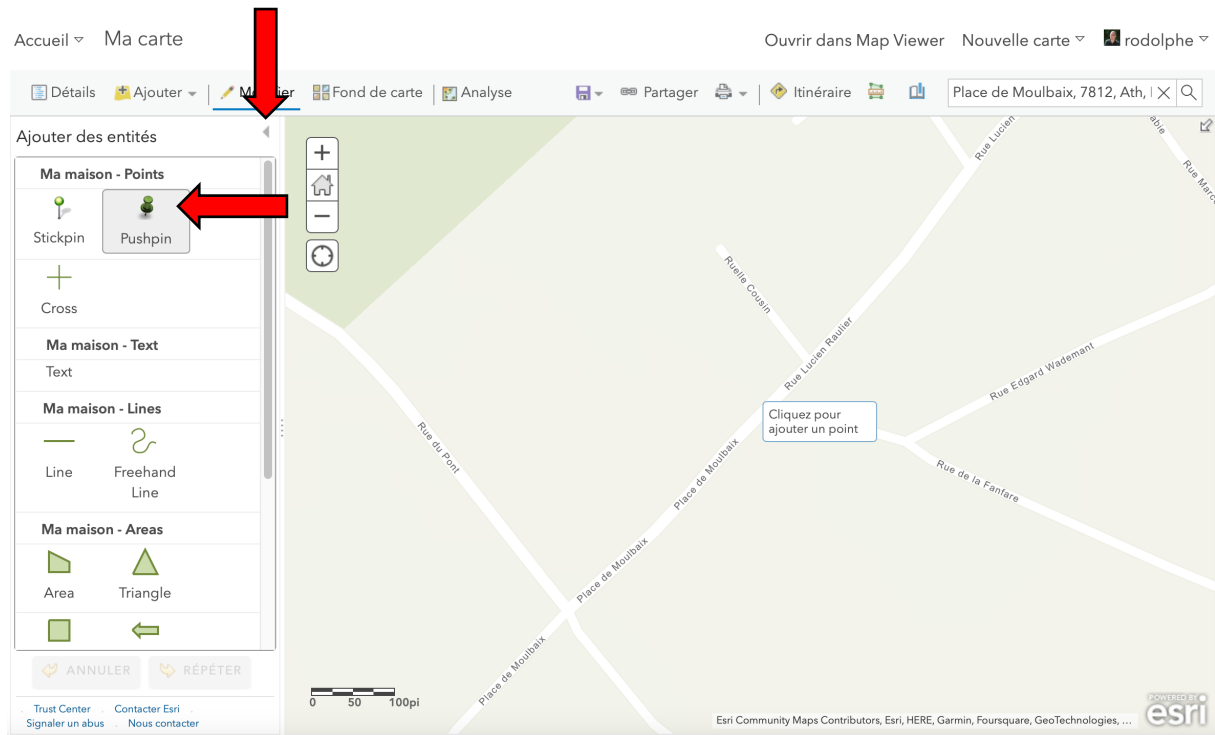 Accueil
Ma carte
Ouvrir dans Map Viewer
Nouvelle carte
rodolphe
Détails
Ajouter
Fond de carte
Analyse
Partager
Itinéraire
Place de Moulbaix, 7812, Ath,
Ajouter des entités
Ma maison - Points
Stickpin
Pushpin
Cross
Ma maison - Text
Text
Ma maison - Lines
Line
Freehand
Line
Ma maison - Areas
Area
Triangle
ANNULER
RÉPÉTER
Trust Center
Contacter Esri
Signaler un abus
Nous contacter
Rue Lucien
Rue Marc
Ruelle Cousin
Rue Lucien Raulier
Rue Edgard Wademant
Cliquez pour
ajouter un point
Rue du Pont
Place de Moulbaix
Rue de la Fanfare
Place de Moulbaix
Place de Moulbaix
0 50 100pi
Esri Community Maps Contributors, Esri, HERE, Garmin, Foursquare, GeoTechnologies, ...
POWERED BY
esri